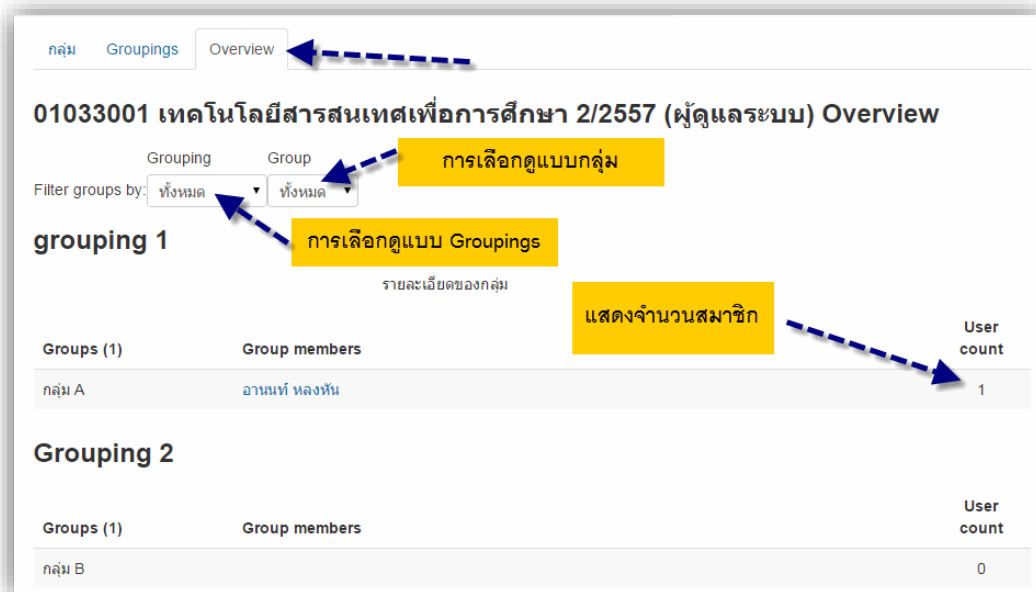 กลุ่ม Groupings Overview
01033001 เทคโนโลยีสารสนเทศเพื่อการศึกษา 2/2557 (ผู้ดูแลระบบ) Overview
Grouping Group
การเลือกดูแบบกลุ่ม
Filter groups by: ทั้งหมด ทั้งหมด
grouping 1
การเลือกดูแบบ Groupings
รายละเอียดของกลุ่ม
แสดงจำนวนสมาชิก
User
Groups (1) Group members count
กลุ่ม A อานนท์ หลงหัน 1
Grouping 2
User
Groups (1) Group members count
กลุ่ม B 0